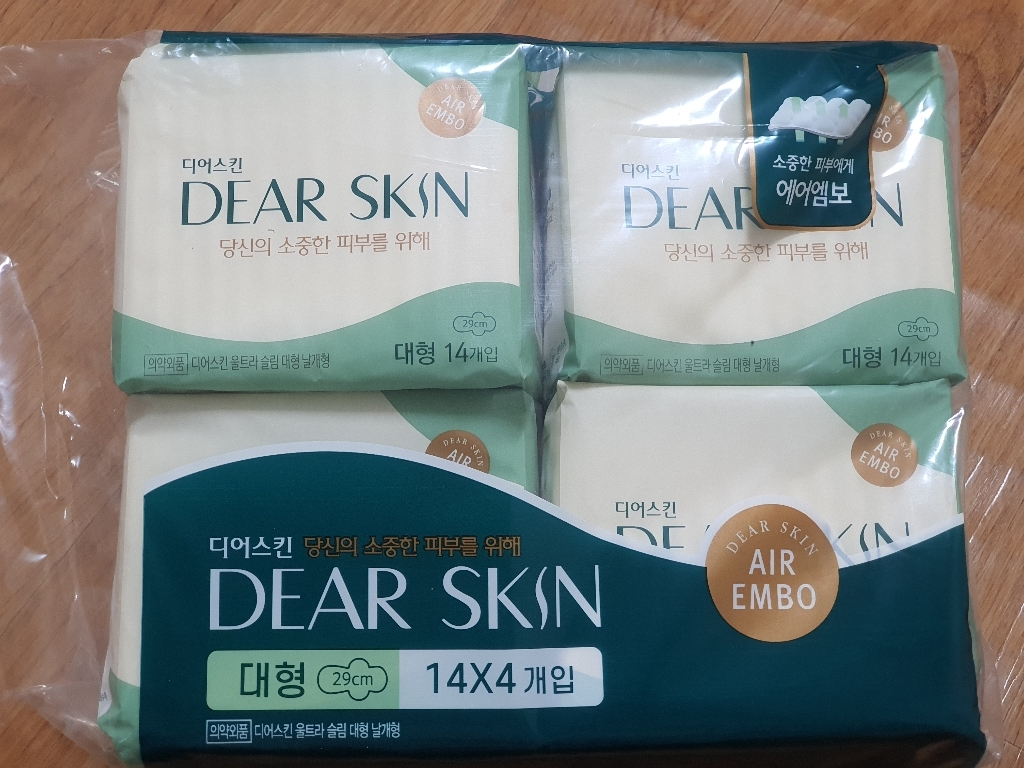 AIR
EMBO
디어스킨
DEAR SKIN
당신의 소중한 피부를 위해
29cm
의약외품 디어스킨 울트라 슬림 대형 날개형
대형 14개입
소중한 피부에게
에어엠보
디어스킨
DEAR
당신의 소중한 피부를 위해
29cm
의약외품 디어스킨 울트라 슬림 대형 날개형
대형 14개입
DEAR SKIN
AIR
DEAR SKIN
AIR
EMBO
디어스킨
DEAR SKIN
디어스킨 당신의 소중한 피부를 위해
DEAR SKIN
DEAR SKIN
AIR
EMBO
대형 29cm 14X4개입
의약외품 디어스킨 울트라 슬림 대형 날개형